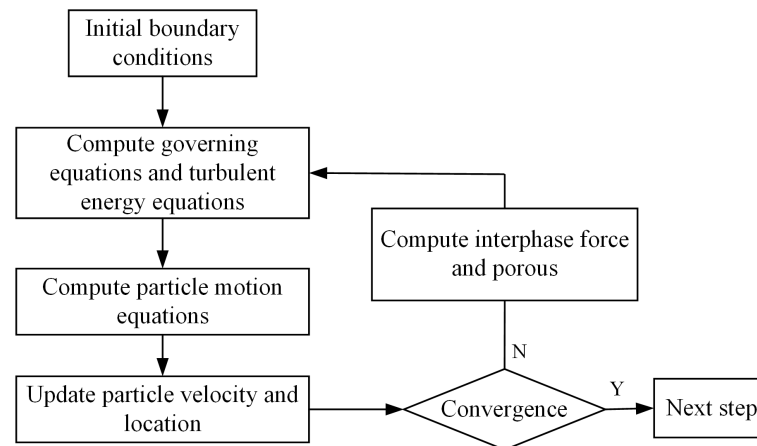 Initial boundary
conditions
Compute governing
equations and turbulent
energy equations
Compute interphase force
and porous
Compute particle motion
equations
N
Update particle velocity and
location
Convergence
Y
Next step